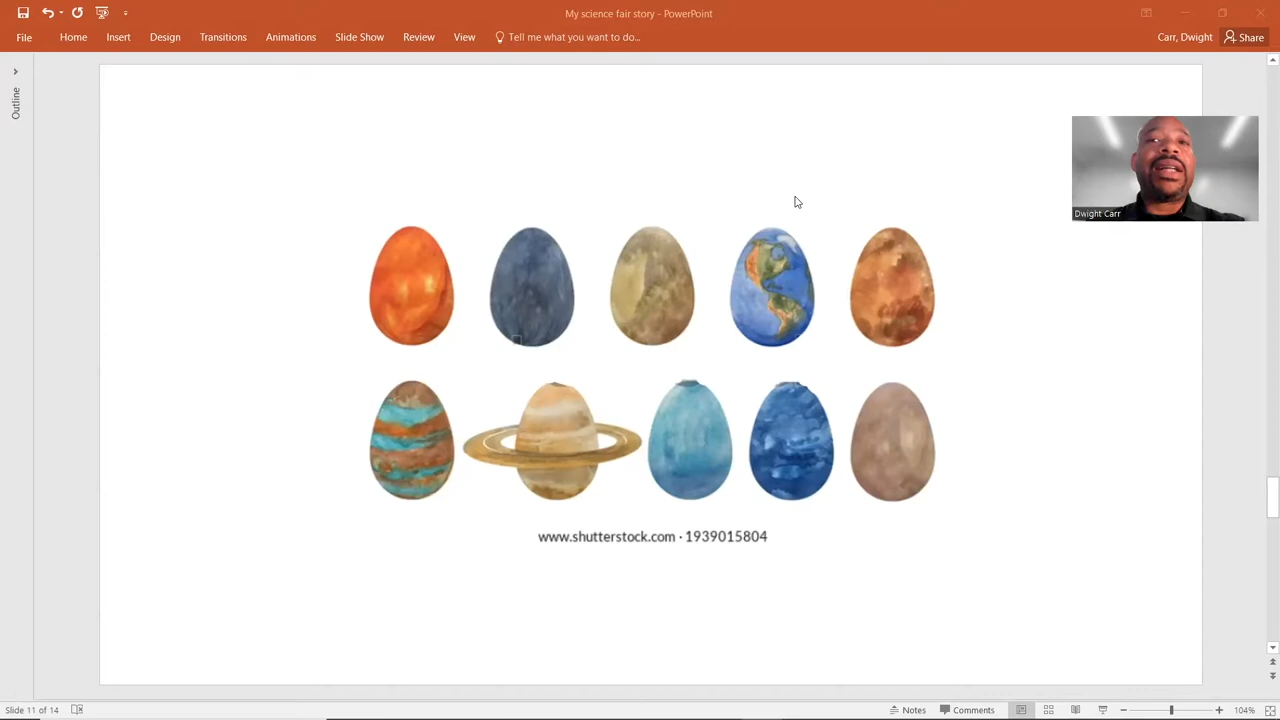 My science fair story - PowerPoint
File Home Insert Design Transitions Animations Slide Show Review View Tell me what you want to do... Carr, Dwight Share
Outline
Dwight Carr
www.shutterstock.com · 1939015804
Slide 11 of 14 Notes Comments 104%